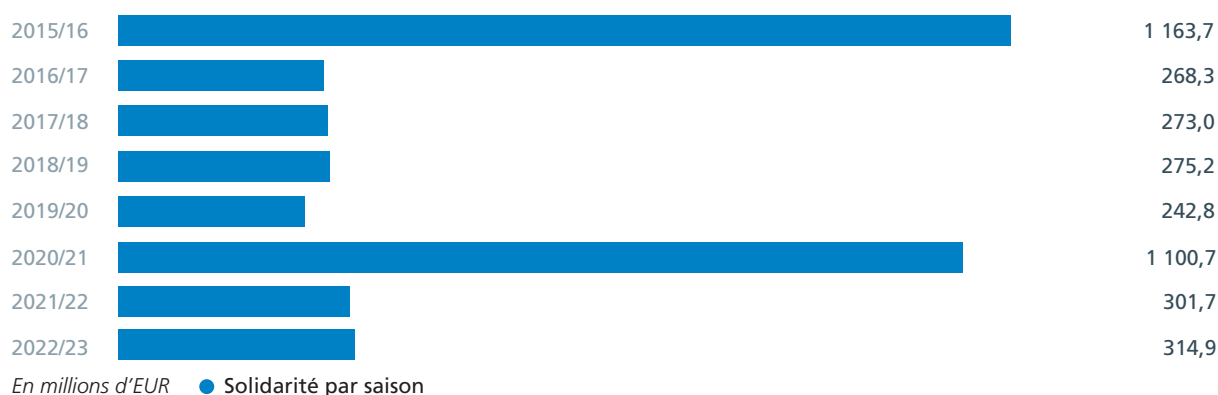 2015/16 1 163,7
2016/17 268,3
2017/18 273,0
2018/19 275,2
2019/20 242,8
2020/21 1 100,7
2021/22 301,7
2022/23 314,9
En millions d’EUR Solidarité par saison